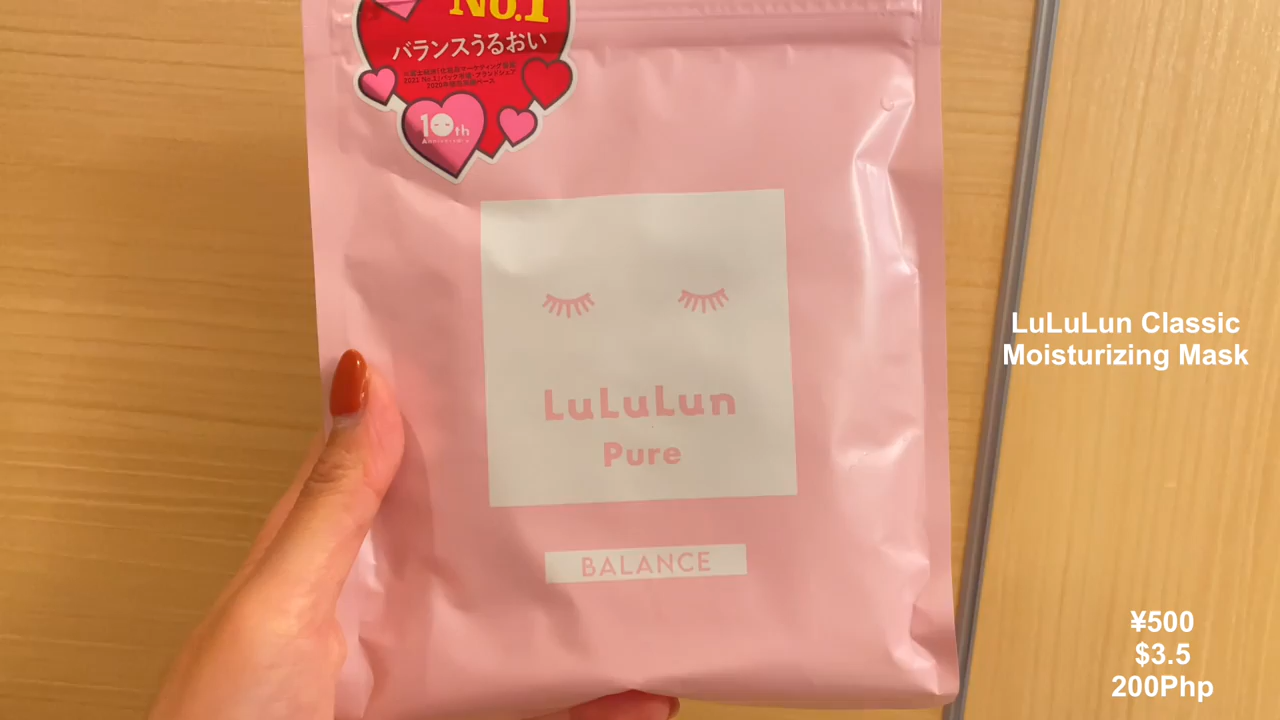 No.1
バランスうるおい
10th
LuLuLun
Pure
BALANCE
LuLuLun Classic
Moisturizing Mask
¥500
$3.5
200Php